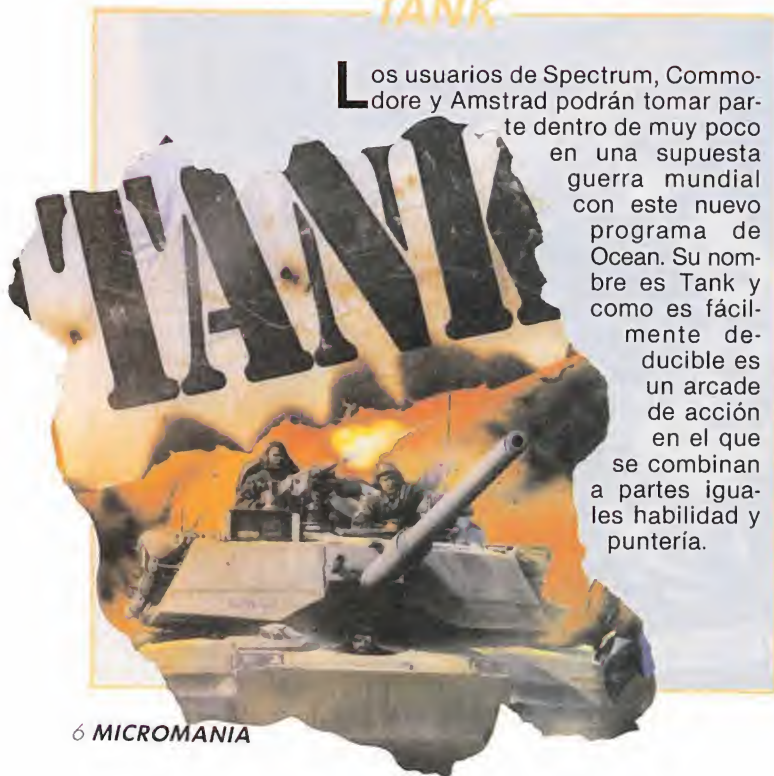 TANK
Los usuarios de Spectrum, Commo-
dore y Amstrad podrán tomar par-
te dentro de muy poco
en una supuesta
guerra mundial
con este nuevo
programa de
Ocean. Su nom-
bre es Tank y
como es fácil-
mente de-
ducible es
un arcade
de acción
en el que
se combinan
a partes igua-
les habilidad y
puntería.
TANK
6 MICROMANIA